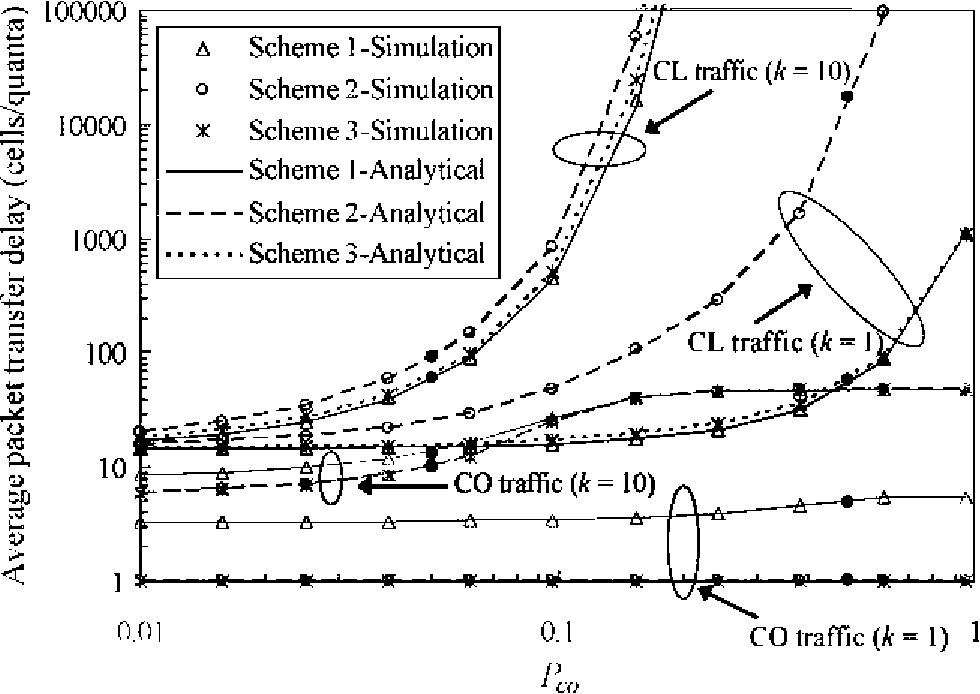 Average packet transfer delay (cells/quanta)
100000
10000
1000
100
10
1
Scheme 1-Simulation
Scheme 2-Simulation
Scheme 3-Simulation
Scheme 1-Analytical
Scheme 2-Analytical
Scheme 3-Analytical
CL traffic (k = 10)
CL traffic (k = 1)
CO traffic (k = 10)
CO traffic (k = 1)
0.01
0.1
1
P_co